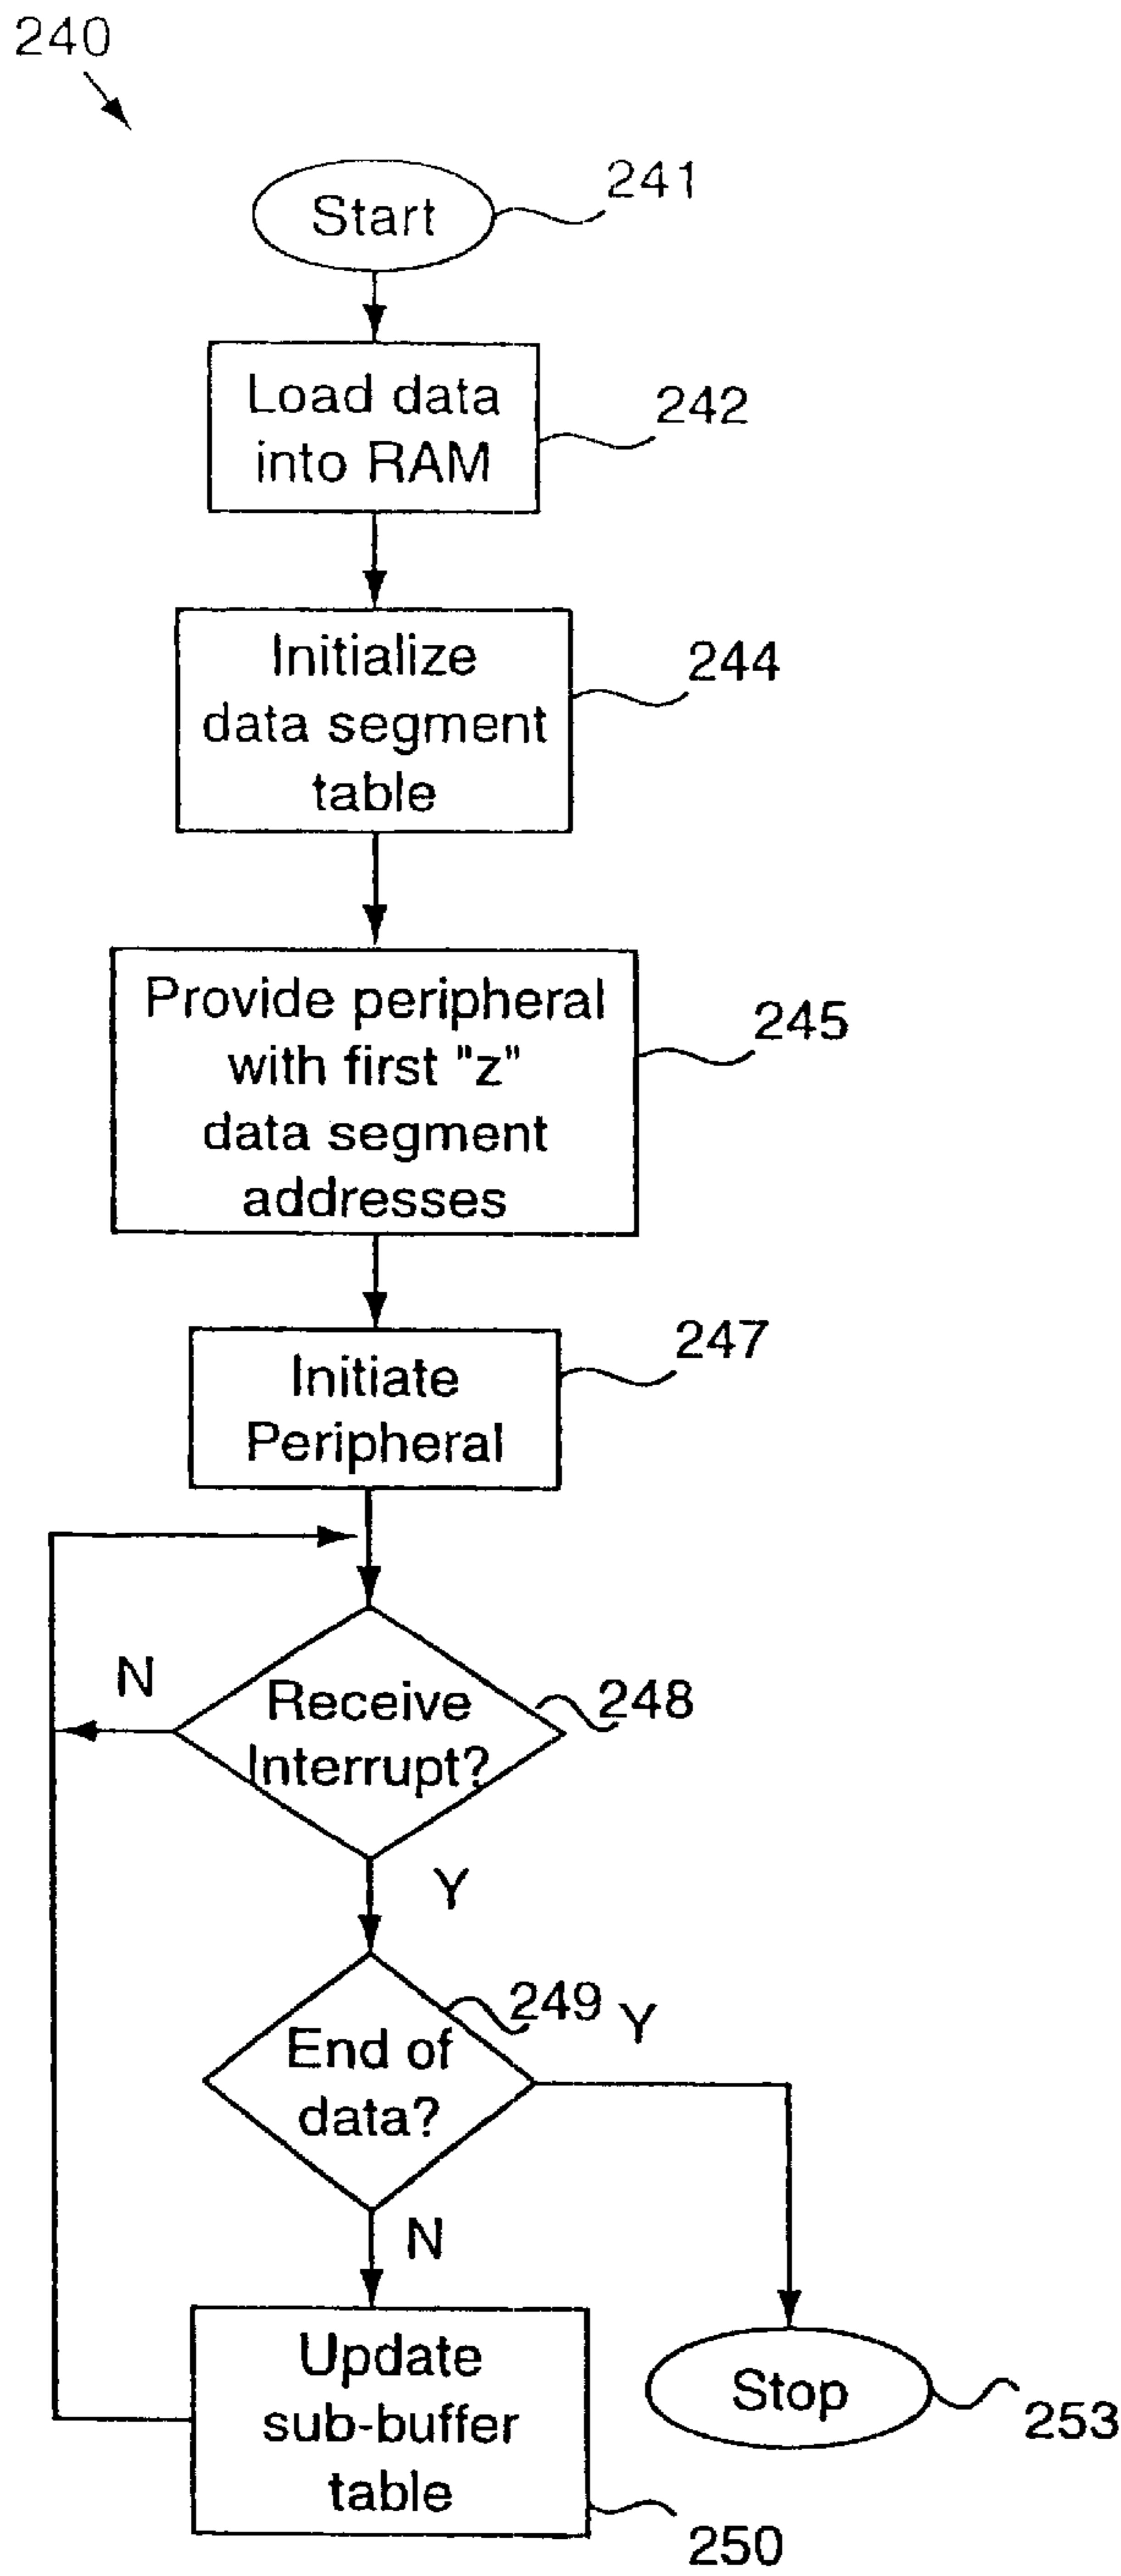 240
Start
241
Load data
into RAM
242
Initialize
data segment
table
244
Provide peripheral
with first "z"
data segment
addresses
245
Initiate
Peripheral
247
N
Receive
Interrupt?
248
Y
End of
data?
249
Y
N
Update
sub-buffer
table
250
Stop
253